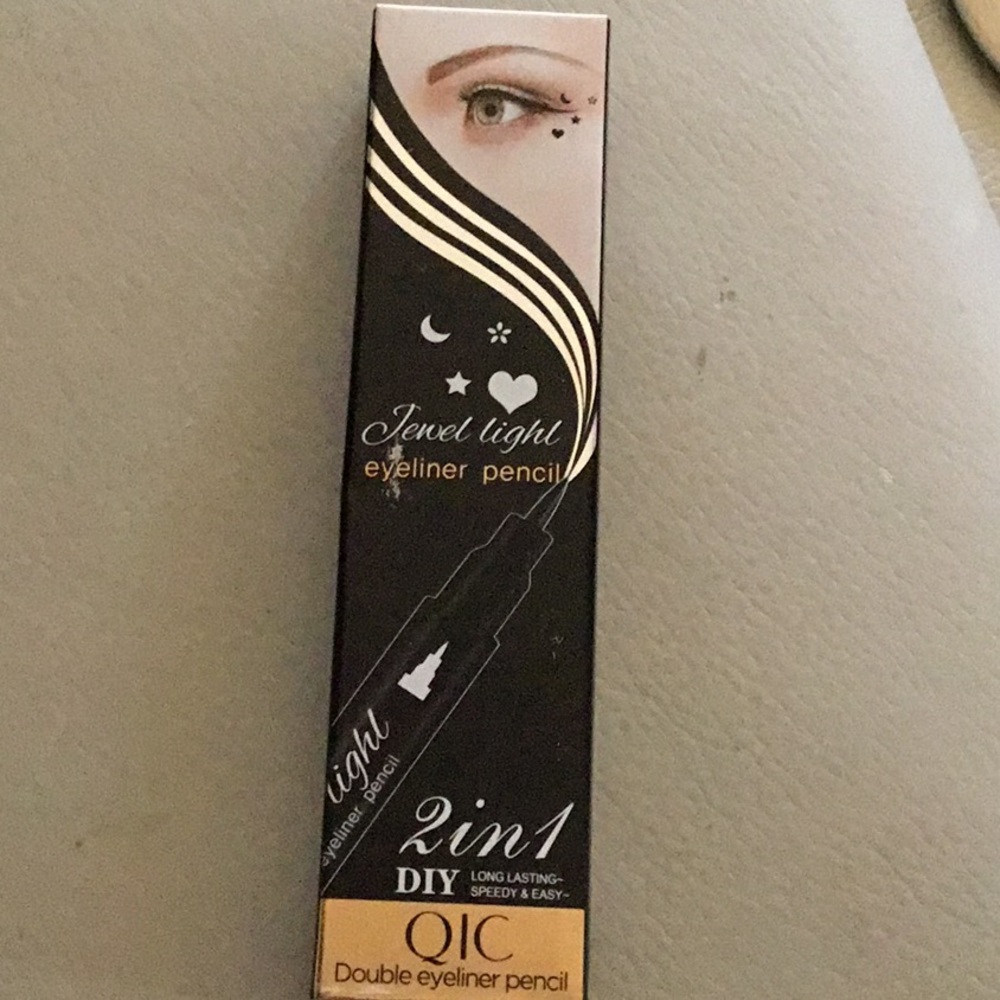 Jewel light
eyeliner pencil
light
eyeliner pencil
2in1
DIY
LONG LASTING~
SPEEDY & EASY~
QIC
Double eyeliner pencil